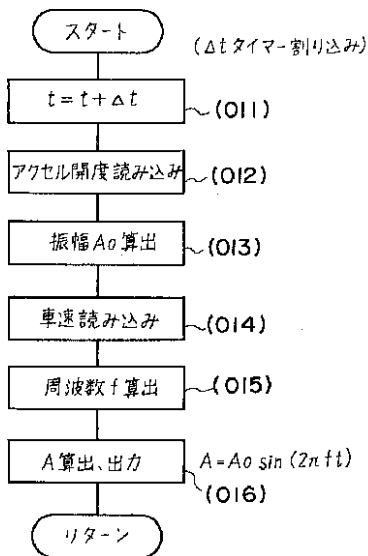 スタート
(Δtタイマー割り込み)
t=t+Δt
(011)
アクセル開度読み込み
(012)
振幅Ao算出
(013)
車速読み込み
(014)
周波数f算出
(015)
A算出、出力
A=Ao sin (2πft)
(016)
リターン